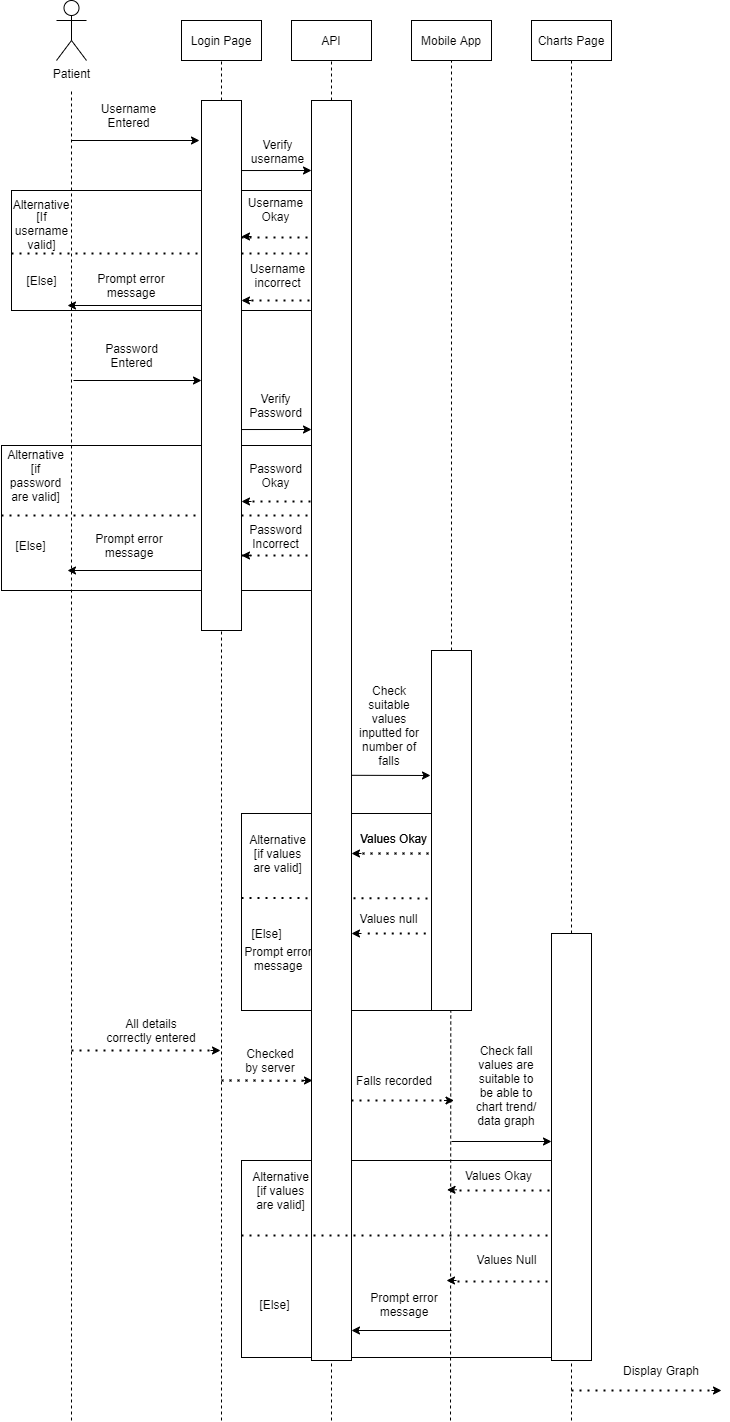 Login Page
API
Mobile App
Charts Page
Patient
Username
Entered
Verify
username
Alternative
[If
username
valid]
Username
Okay
[Else]
Prompt error
message
Username
incorrect
Password
Entered
Verify
Password
Alternative
[if
password
are valid]
Password
Okay
[Else]
Prompt error
message
Password
Incorrect
Check
suitable
values
inputted for
number of
falls
Alternative
[if values
are valid]
Values Okay
Values null
[Else]
Prompt error
message
All details
correctly entered
Checked
by server
Falls recorded
Check fall
values are
suitable to
be able to
chart trend/
data graph
Alternative
[if values
are valid]
Values Okay
Values Null
[Else]
Prompt error
message
Display Graph